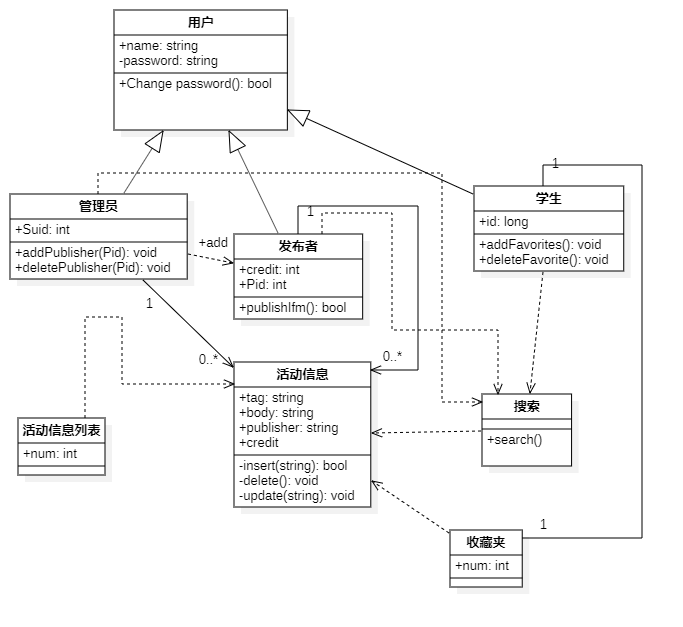 用户
+name: string
-password: string
+Change password(): bool
1
管理员
+Suid: int
+addPublisher(Pid): void
+deletePublisher(Pid): void
学生
+id: long
+addFavorites(): void
+deleteFavorite(): void
1
+add
发布者
+credit: int
+Pid: int
+publishIfm(): bool
1
0..*
0..*
活动信息
+tag: string
+body: string
+publisher: string
+credit
-insert(string): bool
-delete(): void
-update(string): void
搜索
+search()
活动信息列表
+num: int
1
收藏夹
+num: int